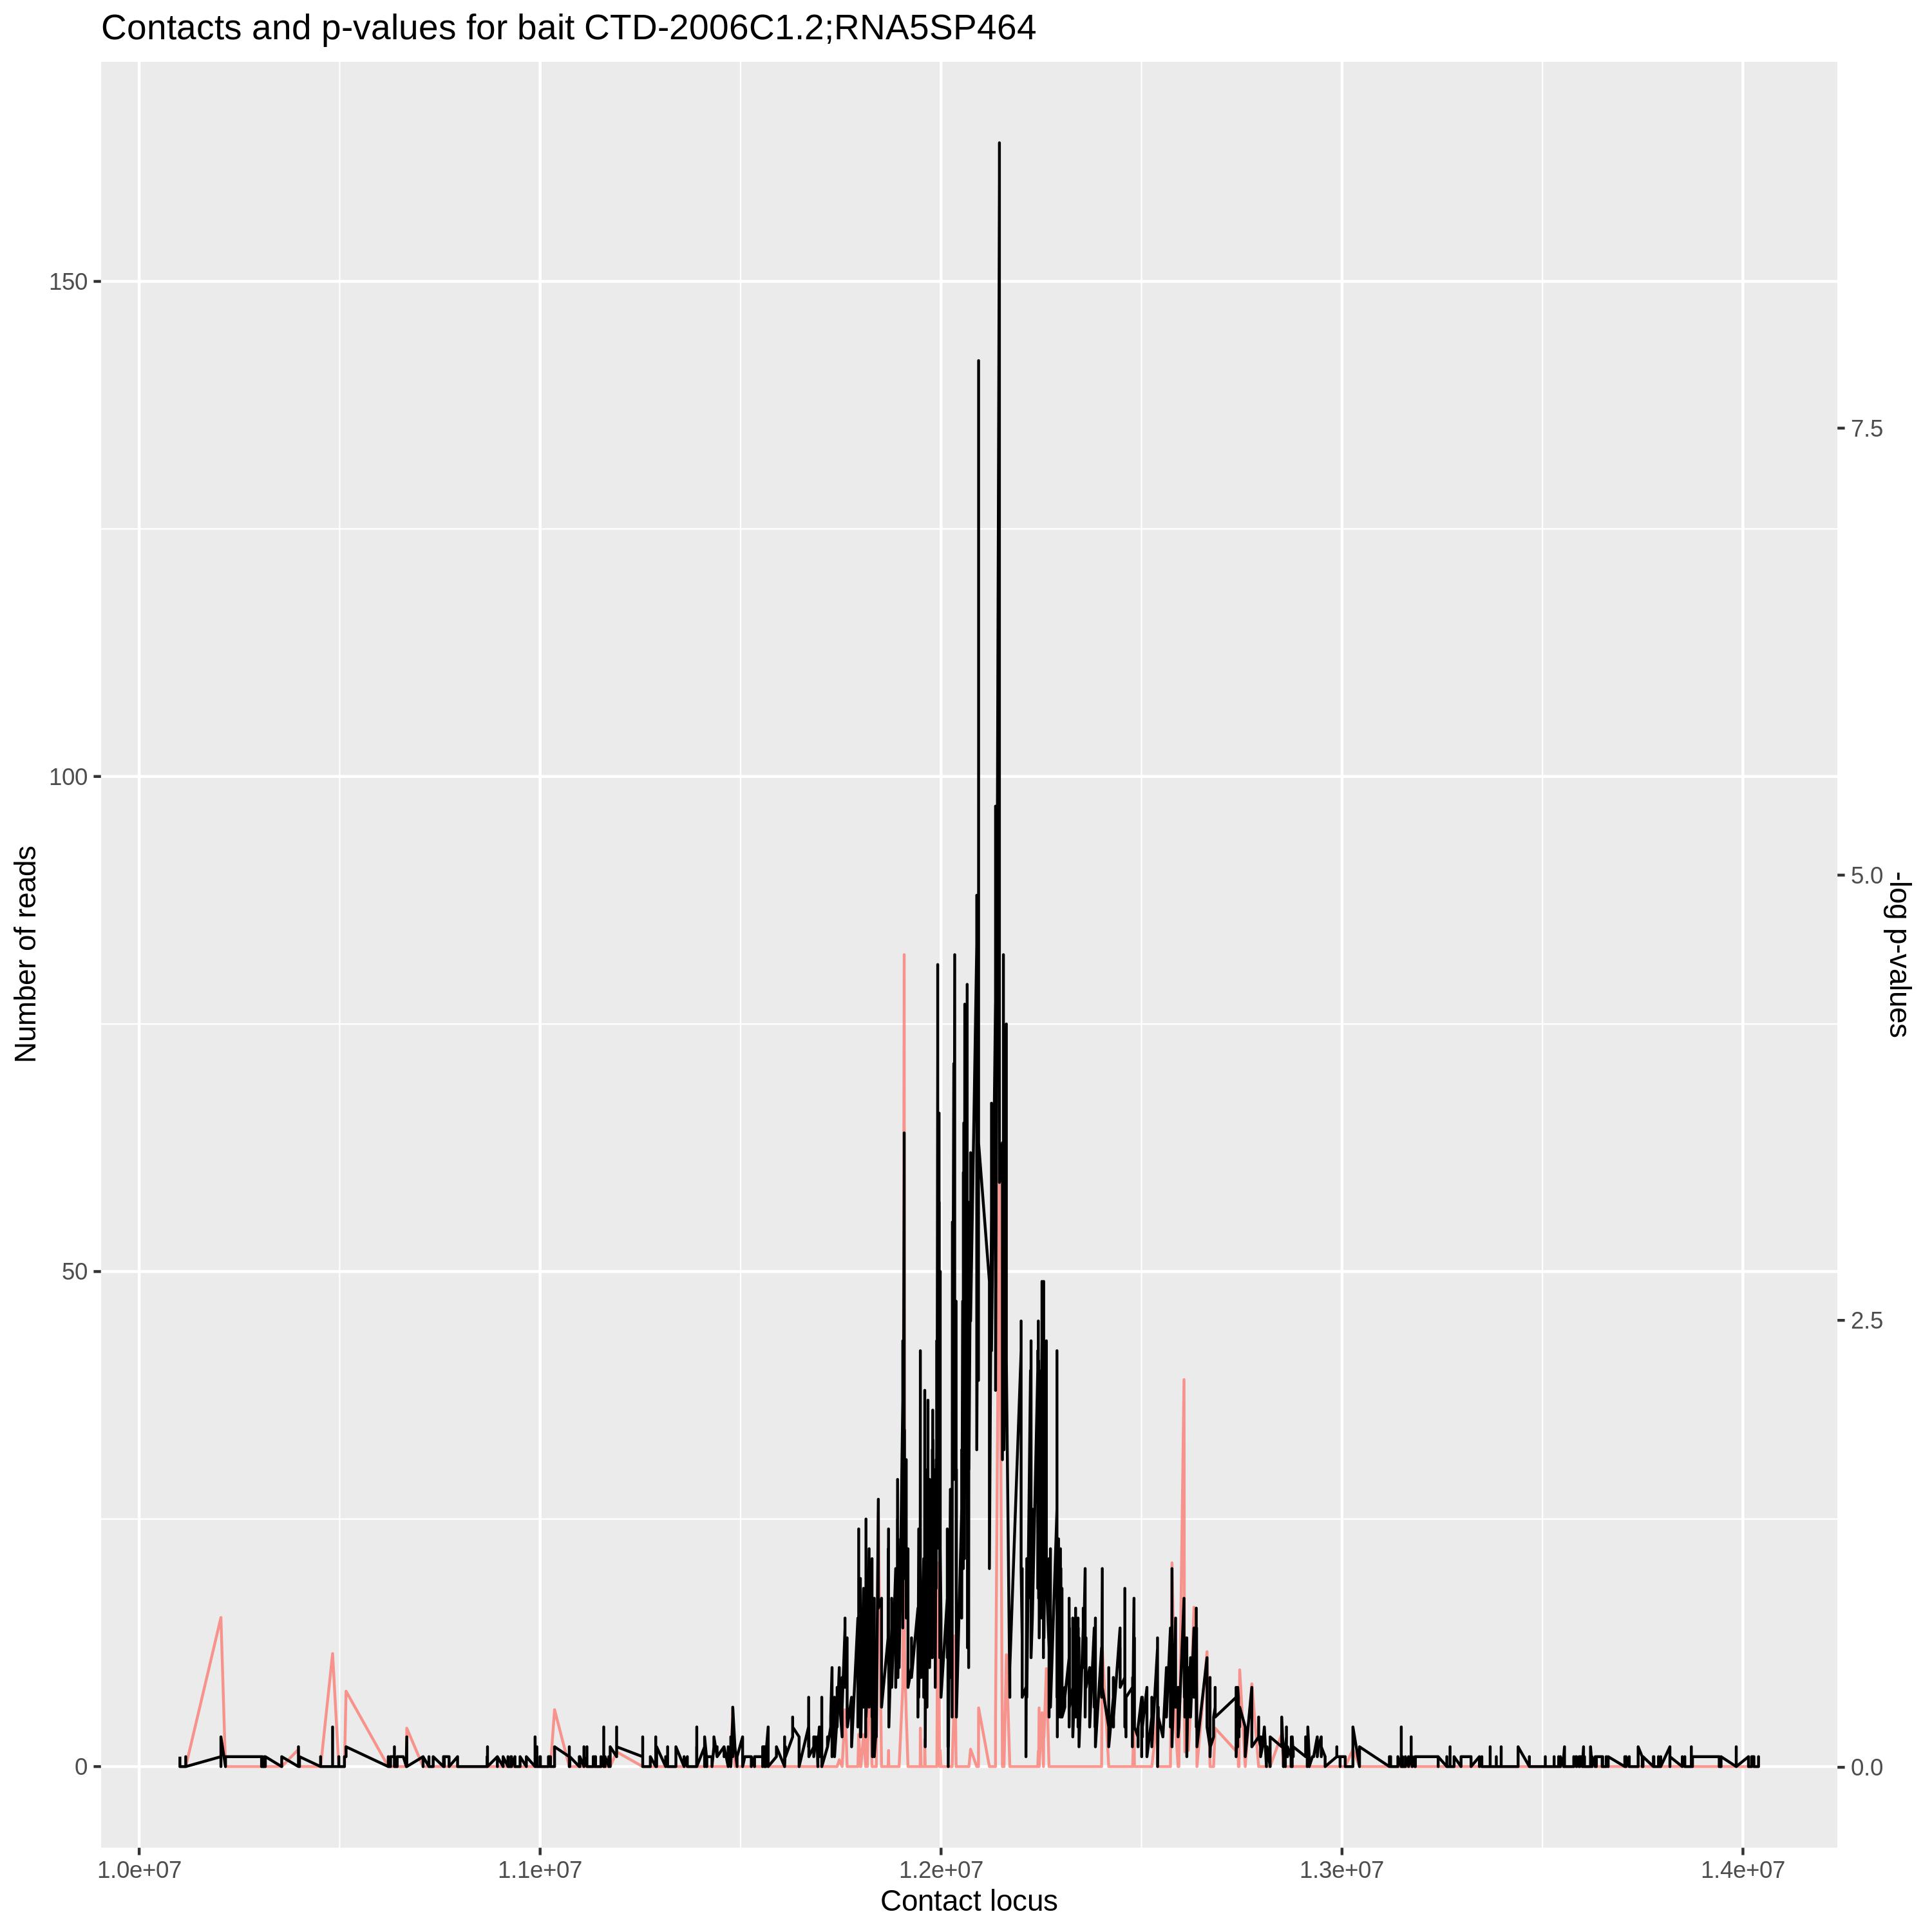 Contacts and p-values for bait CTD-2006C1.2;RNA5SP464
150
100
50
0
Number of reads
7.5
5.0
2.5
0.0
-log p-values
1.0e+07 1.1e+07 1.2e+07 1.3e+07 1.4e+07
Contact locus